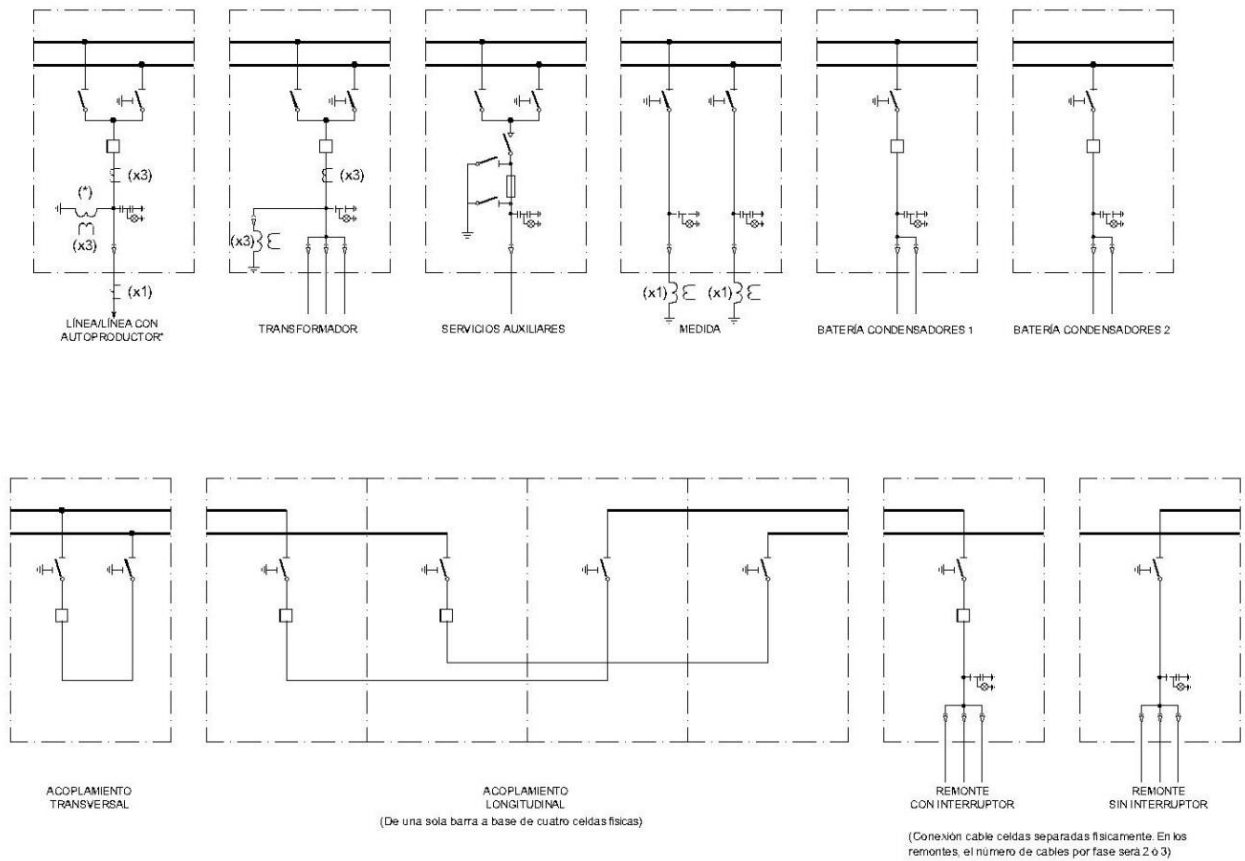 (x3)
(*)
(x3)
(x1)
LÍNEA/LÍNEA CON
AUTOPRODUCTOR*
(x3)
(x3)
TRANSFORMADOR
SERVICIOS AUXILIARES
(x1)
(x1)
MEDIDA
BATERÍA CONDENSADORES 1
BATERÍA CONDENSADORES 2
ACOPLAMIENTO
TRANSVERSAL
ACOPLAMIENTO
LONGITUDINAL
(De una sola barra a base de cuatro celdas físicas)
REMONTE
CON INTERRUPTOR
REMONTE
SIN INTERRUPTOR
(Conexión cable celdas separadas físicamente. En los
remontes, el número de cables por fase será 2 ó 3)